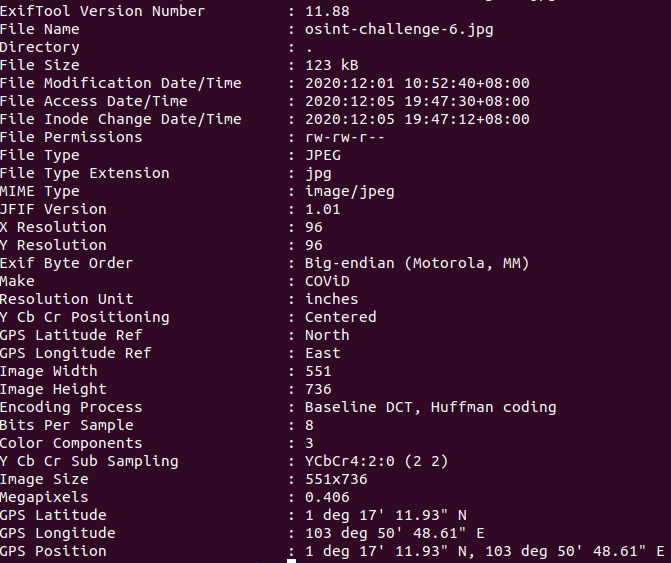 ExifTool Version Number : 11.88
File Name : osint-challenge-6.jpg
Directory : .
File Size : 123 kB
File Modification Date/Time : 2020:12:01 10:52:40+08:00
File Access Date/Time : 2020:12:05 19:47:30+08:00
File Inode Change Date/Time : 2020:12:05 19:47:12+08:00
File Permissions : rw-rw-r--
File Type : JPEG
File Type Extension : jpg
MIME Type : image/jpeg
JFIF Version : 1.01
X Resolution : 96
Y Resolution : 96
Exif Byte Order : Big-endian (Motorola, MM)
Make : COViD
Resolution Unit : inches
Y Cb Cr Positioning : Centered
GPS Latitude Ref : North
GPS Longitude Ref : East
Image Width : 551
Image Height : 736
Encoding Process : Baseline DCT, Huffman coding
Bits Per Sample : 8
Color Components : 3
Y Cb Cr Sub Sampling : YCbCr4:2:0 (2 2)
Image Size : 551x736
Megapixels : 0.406
GPS Latitude : 1 deg 17' 11.93" N
GPS Longitude : 103 deg 50' 48.61" E
GPS Position : 1 deg 17' 11.93" N, 103 deg 50' 48.61" E